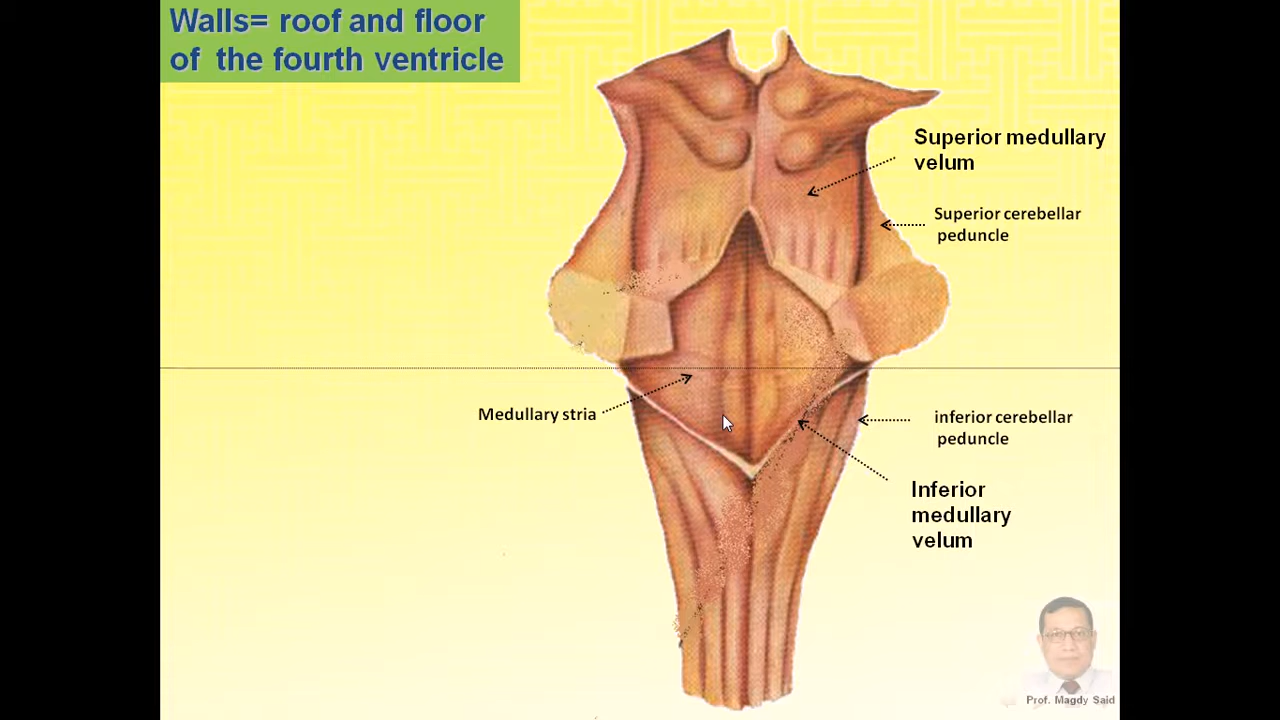 Walls= roof and floor
of the fourth ventricle
Superior medullary
velum
Superior cerebellar
peduncle
Medullary stria
inferior cerebellar
peduncle
Inferior
medullary
velum
Prof. Magdy Said